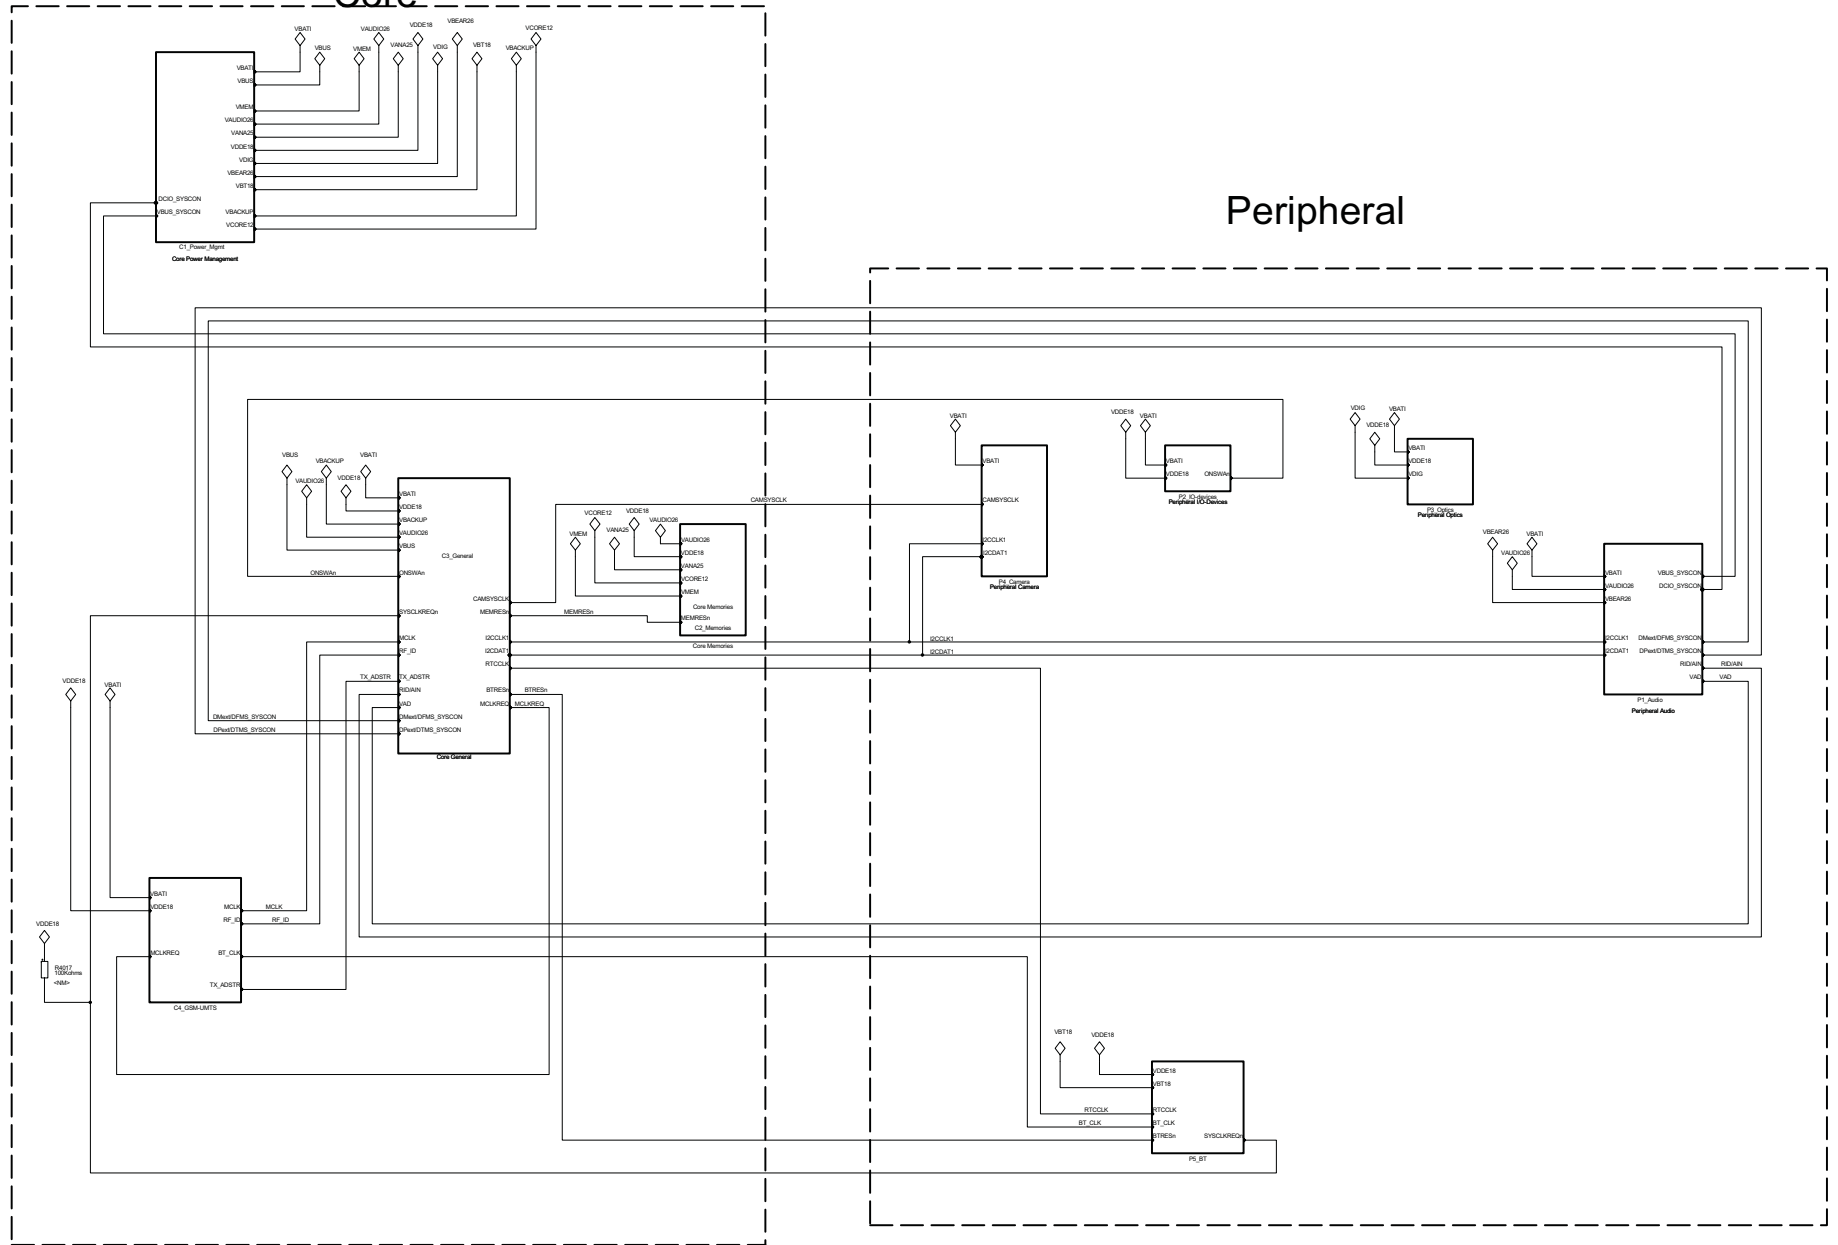 Core
VBATI
VBUS
VMEM
VAUDIO26
VANA25
VDDE18
VDIG
VBEAR26
VBT18
VBACKUP
VCORE12
VBATI
VBUS
VMEM
VAUDIO26
VANA25
VDDE18
VDIG
VBEAR26
VBT18
VBACKUP
VCORE12
DCIO_SYSCON
VBUS_SYSCON
C1_Power_Mgmt
Core Power Management
Peripheral
VBUS
VAUDIO26
VBACKUP
VDDE18
VBATI
VBATI
VDDE18
VBACKUP
VAUDIO26
VBUS
C3_General
ONSWAn
ONSWAn
SYSCLKREQn
MCLK
RF_ID
TX_ADSTR
TX_ADSTR
RID/AIN
VAD
DMext/DFMS_SYSCON
DMext/DFMS_SYSCON
DPext/DTMS_SYSCON
DPext/DTMS_SYSCON
CAMSYSCLK
MEMRESn
I2CCLK1
I2CDAT1
RTCCLK
BTRESn
BTRESn
MCLKREQ
MCLKREQ
Core General
CAMSYSCLK
MEMRESn
VMEM
VCORE12
VANA25
VDDE18
VAUDIO26
VAUDIO26
VDDE18
VANA25
VCORE12
VMEM
Core Memories
MEMRESn
C2_Memories
Core Memories
VBATI
VBATI
CAMSYSCLK
I2CCLK1
I2CDAT1
P4_Camera
Peripheral Camera
I2CCLK1
I2CDAT1
VDDE18
VBATI
VBATI
VDDE18
ONSWAn
P2_IO-devices
Peripheral I/O-Devices
VDIG
VDDE18
VBATI
VBATI
VDDE18
VDIG
P3_Optics
Peripheral Optics
VBEAR26
VAUDIO26
VBATI
VBATI
VAUDIO26
VBEAR26
VBUS_SYSCON
DCIO_SYSCON
I2CCLK1
I2CDAT1
DMext/DFMS_SYSCON
DPext/DTMS_SYSCON
RID/AIN
RID/AIN
VAD
VAD
P1_Audio
Peripheral Audio
VDDE18
VBATI
VBATI
VDDE18
MCLK
MCLK
RF_ID
RF_ID
MCLKREQ
BT_CLK
TX_ADSTR
C4_GSM-UMTS
VDDE18
R4017
100Kohms
<NM>
VBT18
VDDE18
VDDE18
VBT18
RTCCLK
RTCCLK
BT_CLK
BT_CLK
BTRESn
SYSCLKREQn
P5_BT